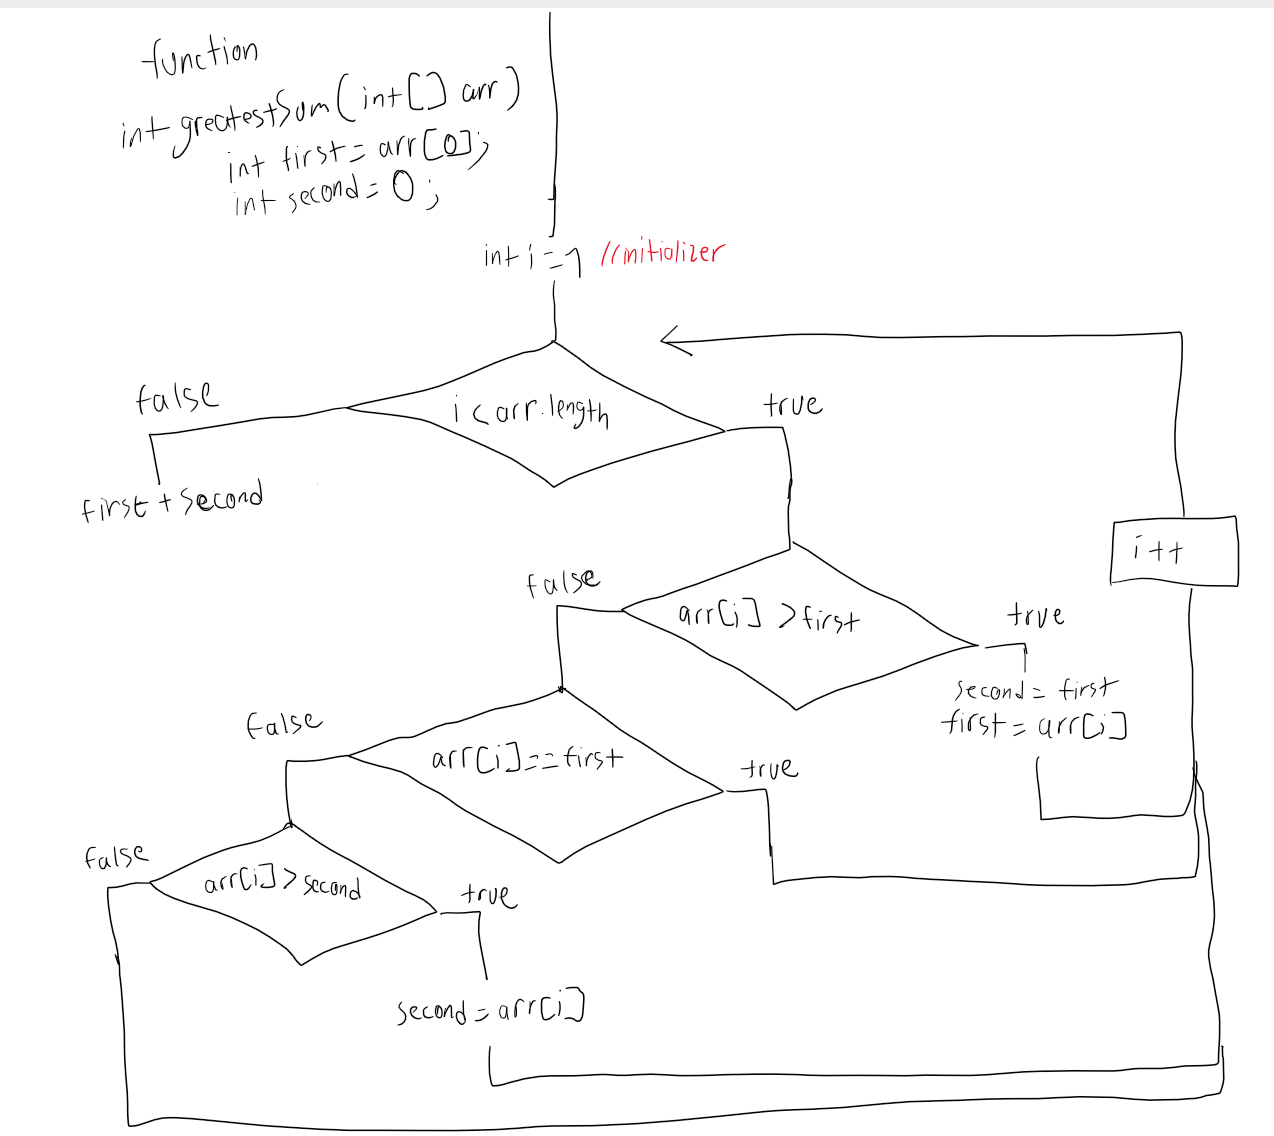 function
int greatestSum(int[] arr)
int first = arr[0];
int second = 0;
int i = 1 //initializer
false
i < arr.length
true
first + second
i++
false
arr[i] > first
true
second = first
first = arr[i]
false
arr[i] == first
true
false
arr[i] > second
true
second = arr[i]